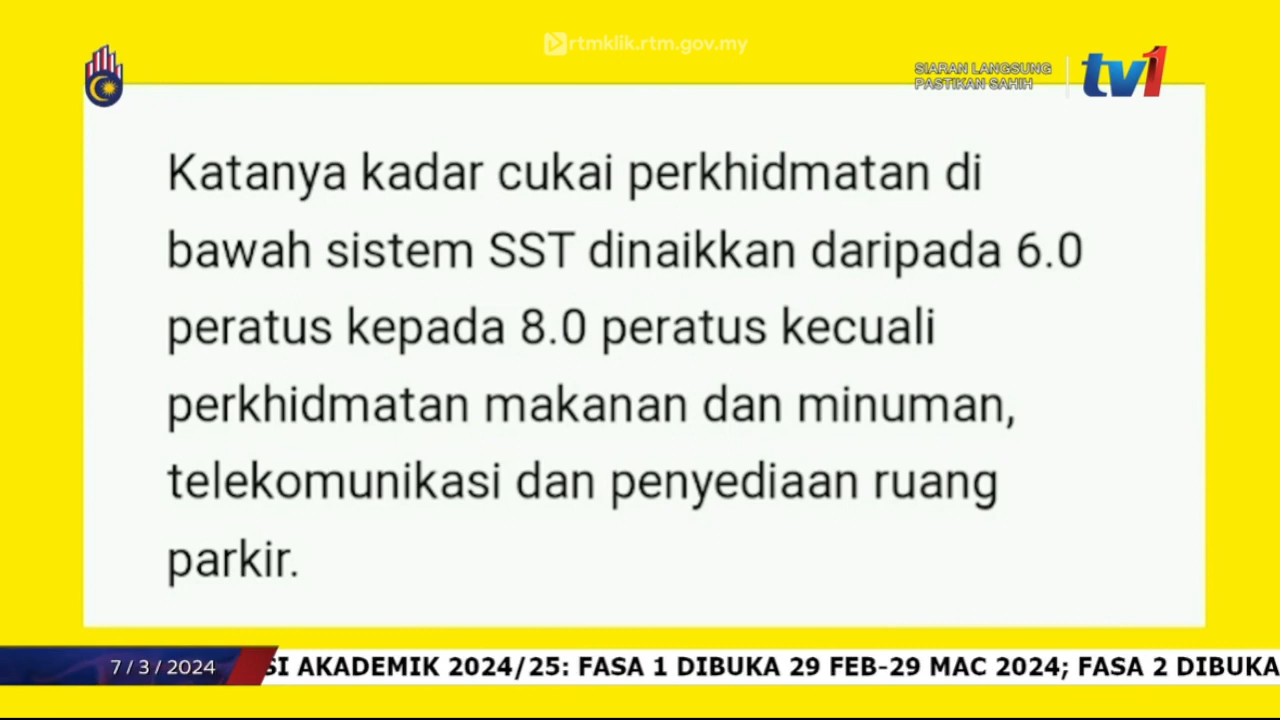 rtmklik.rtm.gov.my
SIARAN LANGSUNG
PASTIKAN SAHIH
tv1
Katanya kadar cukai perkhidmatan di
bawah sistem SST dinaikkan daripada 6.0
peratus kepada 8.0 peratus kecuali
perkhidmatan makanan dan minuman,
telekomunikasi dan penyediaan ruang
parkir.
7 / 3 / 2024
SI AKADEMIK 2024/25: FASA 1 DIBUKA 29 FEB-29 MAC 2024; FASA 2 DIBUKA